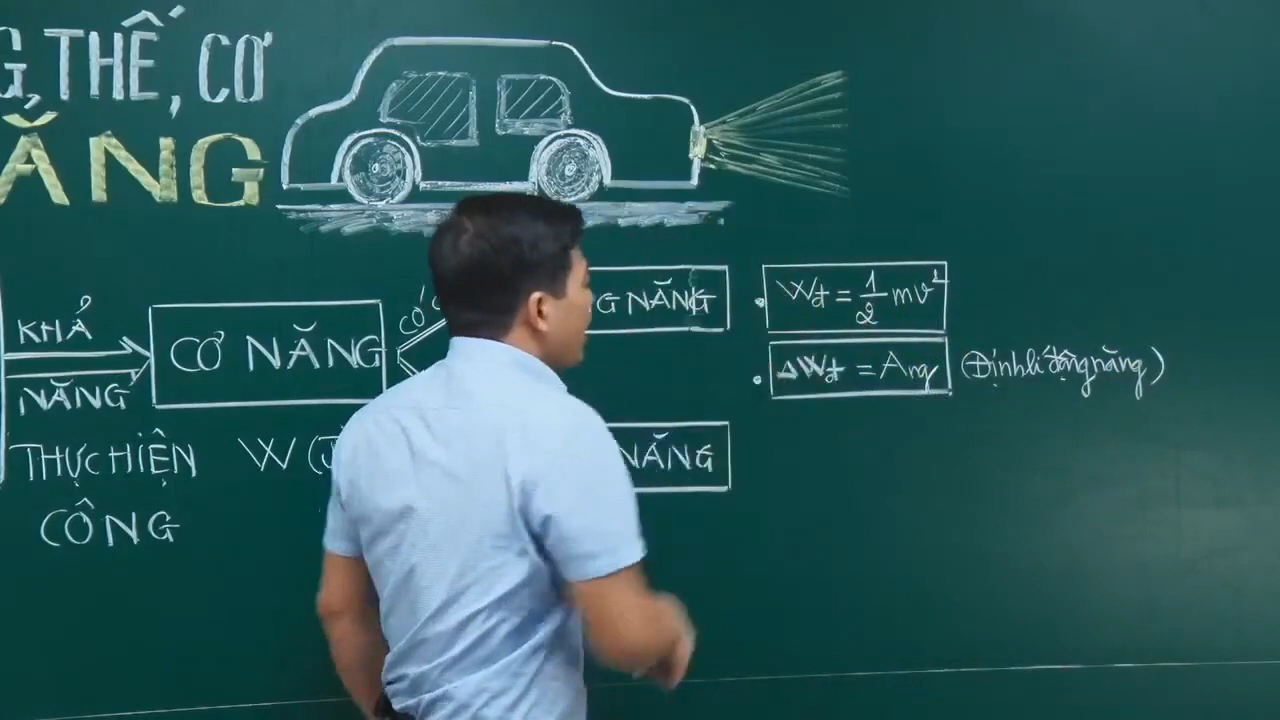 G, THẾ, CƠ
ĂNG
KHẢ
NĂNG
THỰC HIỆN
CÔNG
CƠ NĂNG
W (J
CÓ
G NĂNG
NĂNG
Wđ = 1/2 mv²
ΔWđ = Ang (Định lí động năng)